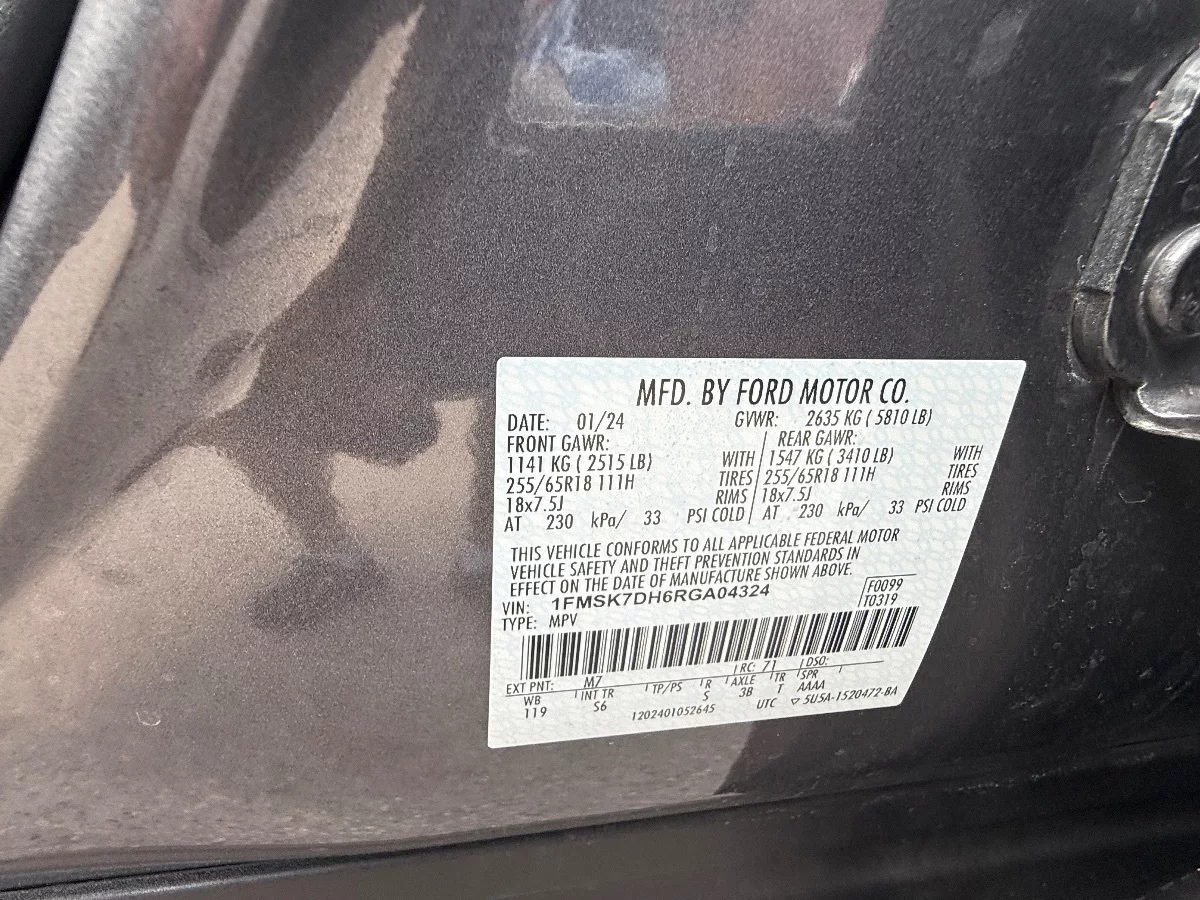 MFD. BY FORD MOTOR CO.
DATE: 01/24 GVWR: 2635 KG ( 5810 LB)
FRONT GAWR: REAR GAWR:
1141 KG ( 2515 LB) WITH 1547 KG ( 3410 LB) WITH
255/65R18 111H TIRES 255/65R18 111H TIRES
18x7.5J RIMS 18x7.5J RIMS
AT 230 kPa/ 33 PSI COLD AT 230 kPa/ 33 PSI COLD
THIS VEHICLE CONFORMS TO ALL APPLICABLE FEDERAL MOTOR
VEHICLE SAFETY AND THEFT PREVENTION STANDARDS IN
EFFECT ON THE DATE OF MANUFACTURE SHOWN ABOVE.
VIN: 1FMSK7DH6RGA04324 F0099
TYPE: MPV T0319
EXT PNT: M7 RC: 71 DSO:
WB INT TR TP/PS R AXLE TR SPR
119 S6 S 3B T AAAA
1202401052645 UTC ▽ 5U5A-1520472-BA